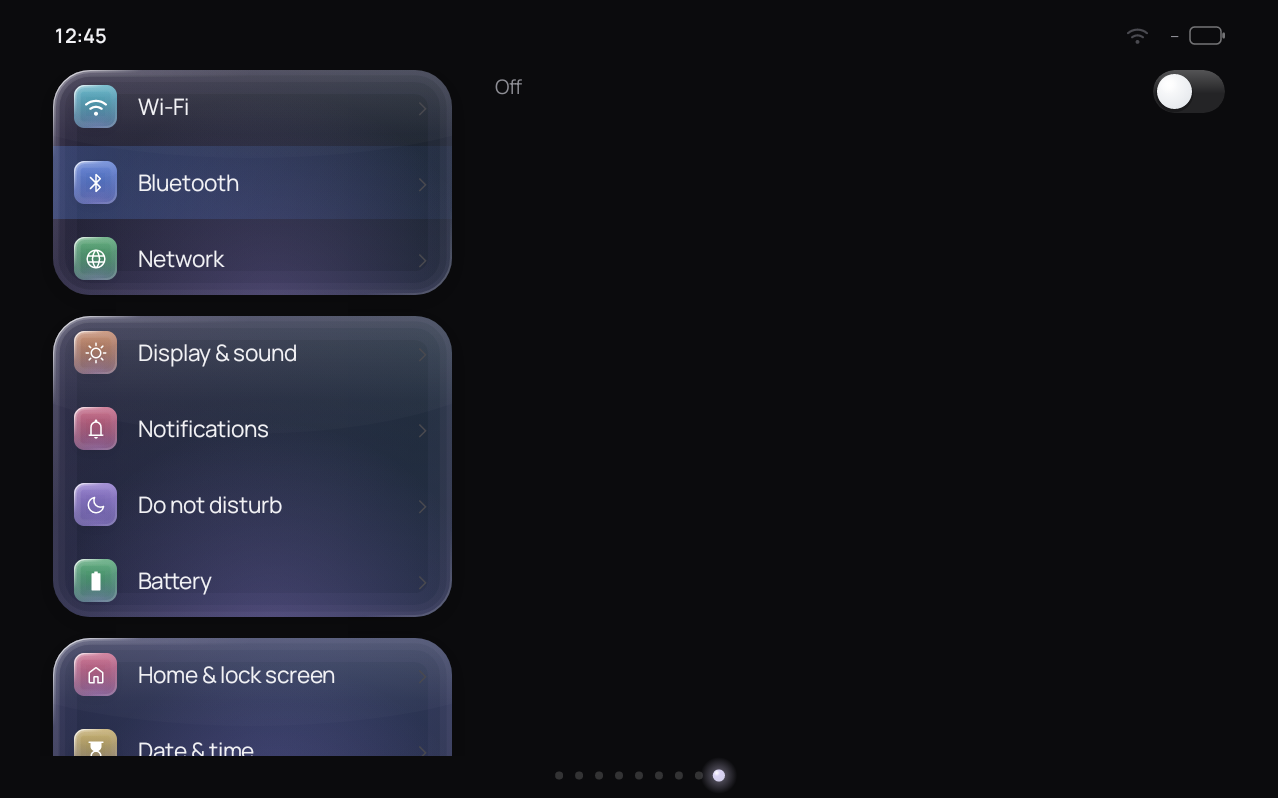 12:45
Wi-Fi
Bluetooth
Network
Display & sound
Notifications
Do not disturb
Battery
Home & lock screen
Date & time
–
Off